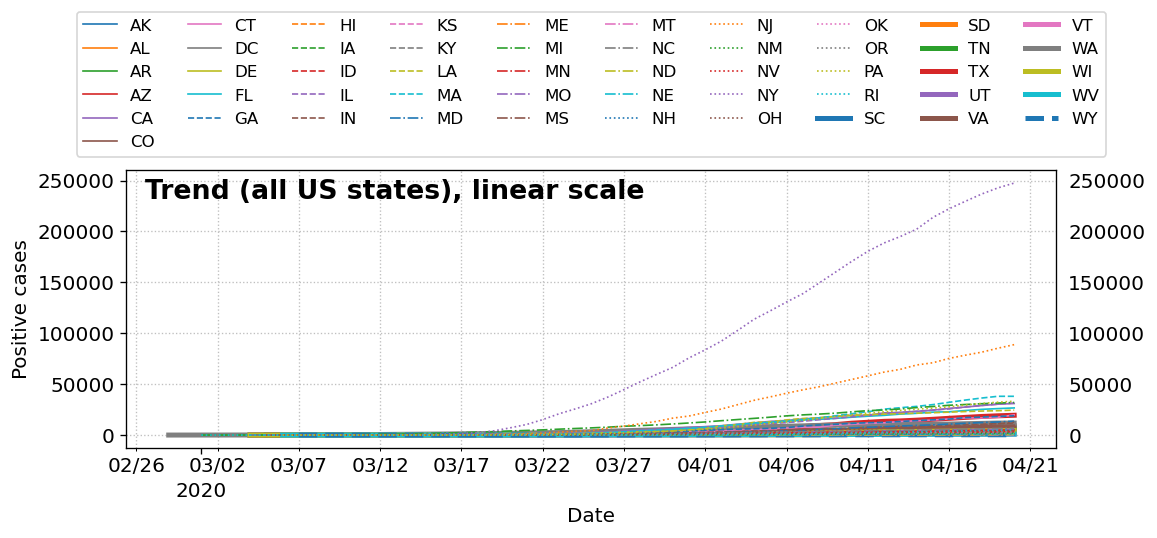 AK CT HI KS ME MT NJ OK SD VT
AL DC IA KY MI NC NM OR TN WA
AR DE ID LA MN ND NV PA TX WI
AZ FL IL MA MO NE NY RI UT WV
CA GA IN MD MS NH OH SC VA WY
CO
Trend (all US states), linear scale
250000 250000
200000 200000
150000 150000
100000 100000
50000 50000
0 0
Positive cases
02/26 03/02 03/07 03/12 03/17 03/22 03/27 04/01 04/06 04/11 04/16 04/21
2020
Date